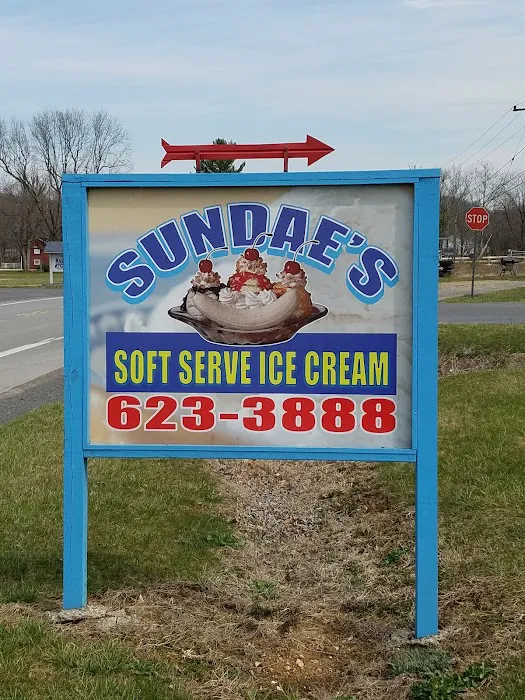 SUNDAE'S
STOP
SOFT SERVE ICE CREAM
623-3888